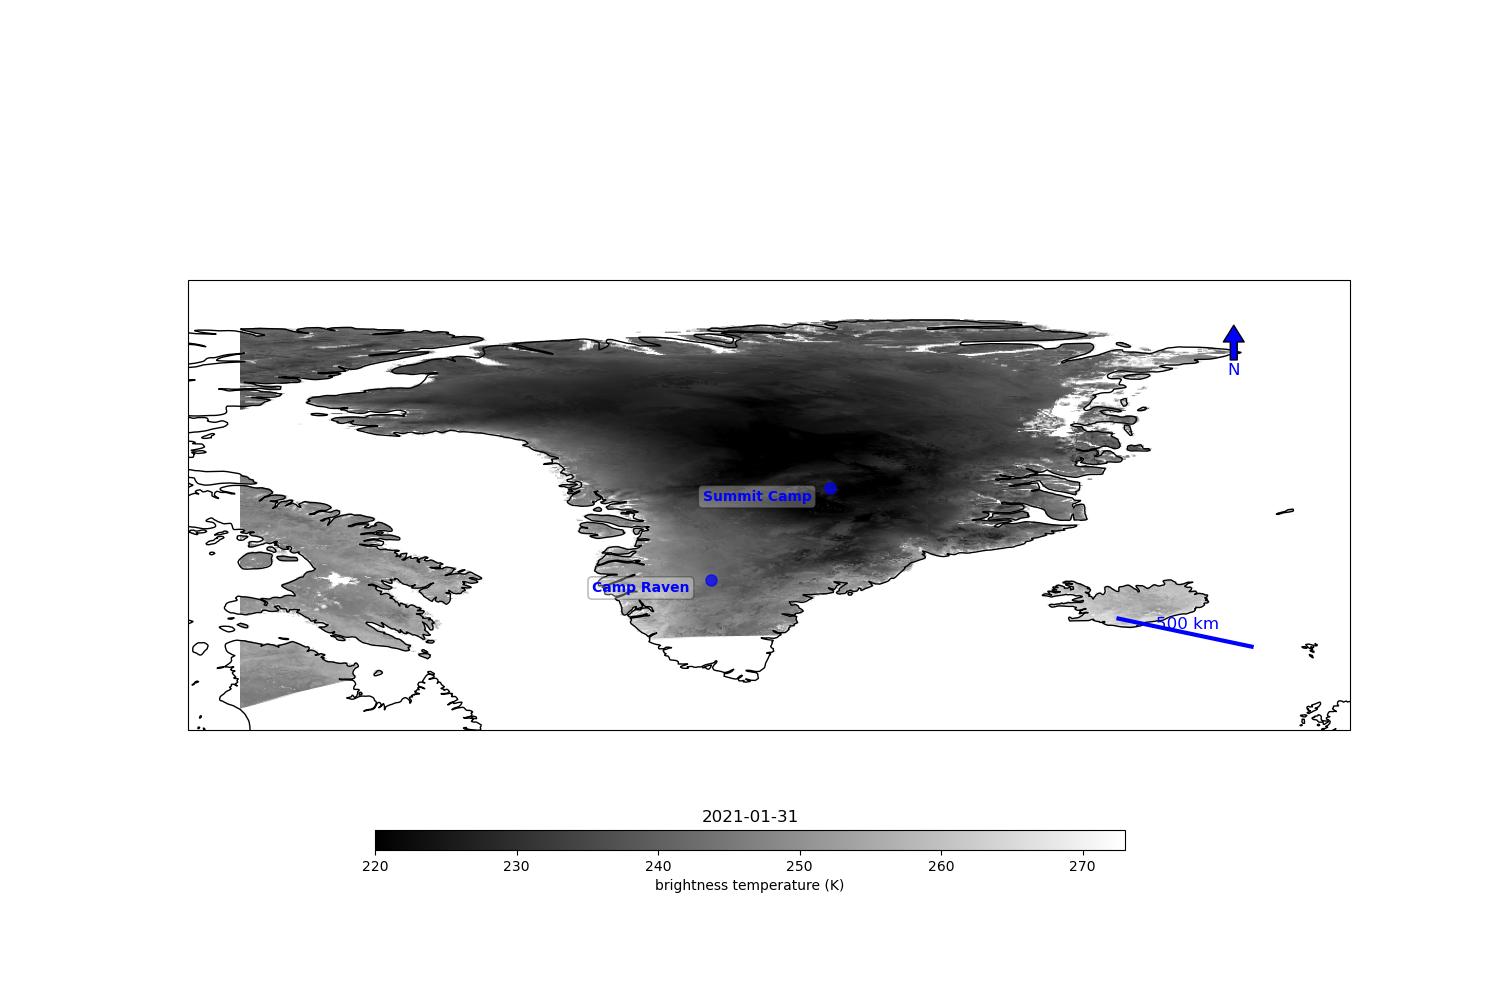 N
Summit Camp
Camp Raven
500 km
2021-01-31
220 230 240 250 260 270
brightness temperature (K)